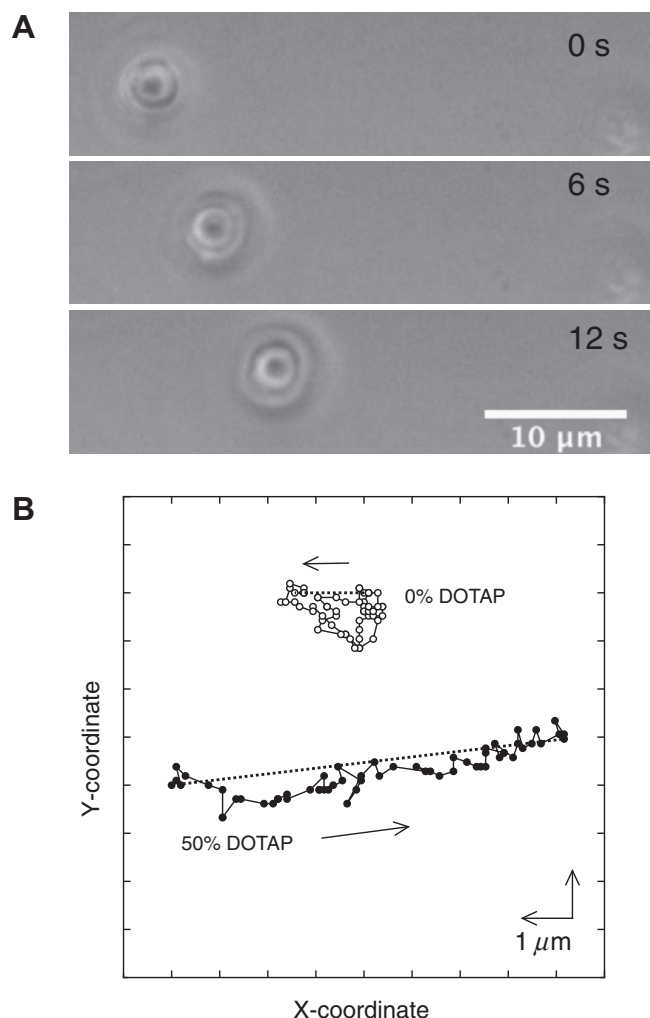 A
0 s
6 s
12 s
10 µm
B
0% DOTAP
Y-coordinate
50% DOTAP
1 µm
X-coordinate